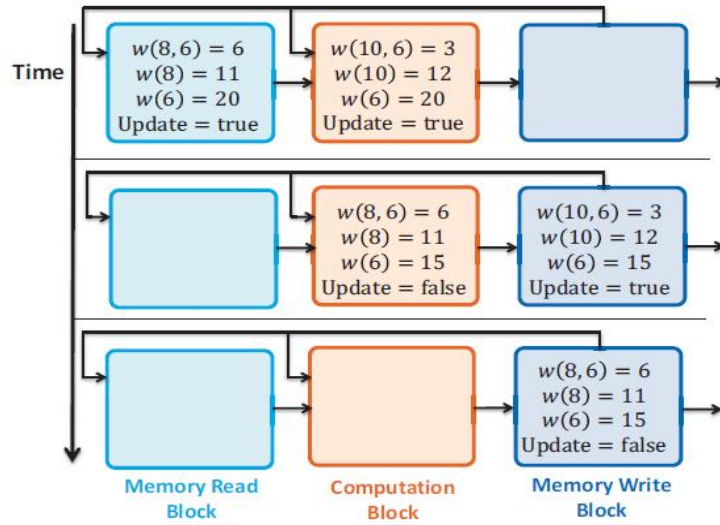 Time
w(8,6) = 6
w(8) = 11
w(6) = 20
Update = true
w(10,6) = 3
w(10) = 12
w(6) = 20
Update = true
w(8,6) = 6
w(8) = 11
w(6) = 15
Update = false
w(10,6) = 3
w(10) = 12
w(6) = 15
Update = true
w(8,6) = 6
w(8) = 11
w(6) = 15
Update = false
Memory Read
Block
Computation
Block
Memory Write
Block